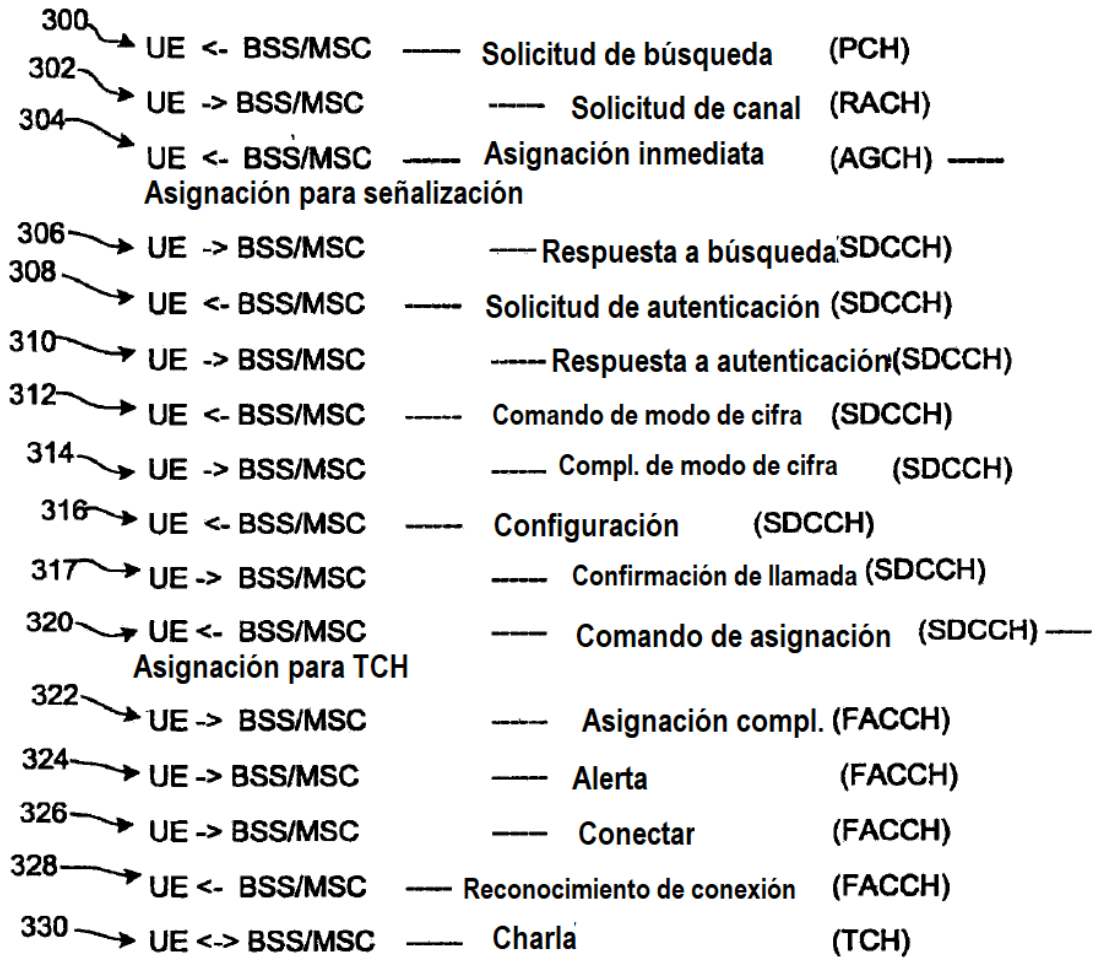 300 UE <- BSS/MSC ----- Solicitud de búsqueda (PCH)
302 UE -> BSS/MSC ----- Solicitud de canal (RACH)
304 UE <- BSS/MSC ----- Asignación inmediata (AGCH) -----
Asignación para señalización
306 UE -> BSS/MSC ----- Respuesta a búsqueda SDCCH)
308 UE <- BSS/MSC ----- Solicitud de autenticación (SDCCH)
310 UE -> BSS/MSC ----- Respuesta a autenticación (SDCCH)
312 UE <- BSS/MSC ----- Comando de modo de cifra (SDCCH)
314 UE -> BSS/MSC ----- Compl. de modo de cifra (SDCCH)
316 UE <- BSS/MSC ----- Configuración (SDCCH)
317 UE -> BSS/MSC ----- Confirmación de llamada (SDCCH)
320 UE <- BSS/MSC ----- Comando de asignación (SDCCH) ----
Asignación para TCH
322 UE -> BSS/MSC ----- Asignación compl. (FACCH)
324 UE -> BSS/MSC ----- Alerta (FACCH)
326 UE -> BSS/MSC ----- Conectar (FACCH)
328 UE <- BSS/MSC ---- Reconocimiento de conexión (FACCH)
330 UE <-> BSS/MSC ----- Charla (TCH)